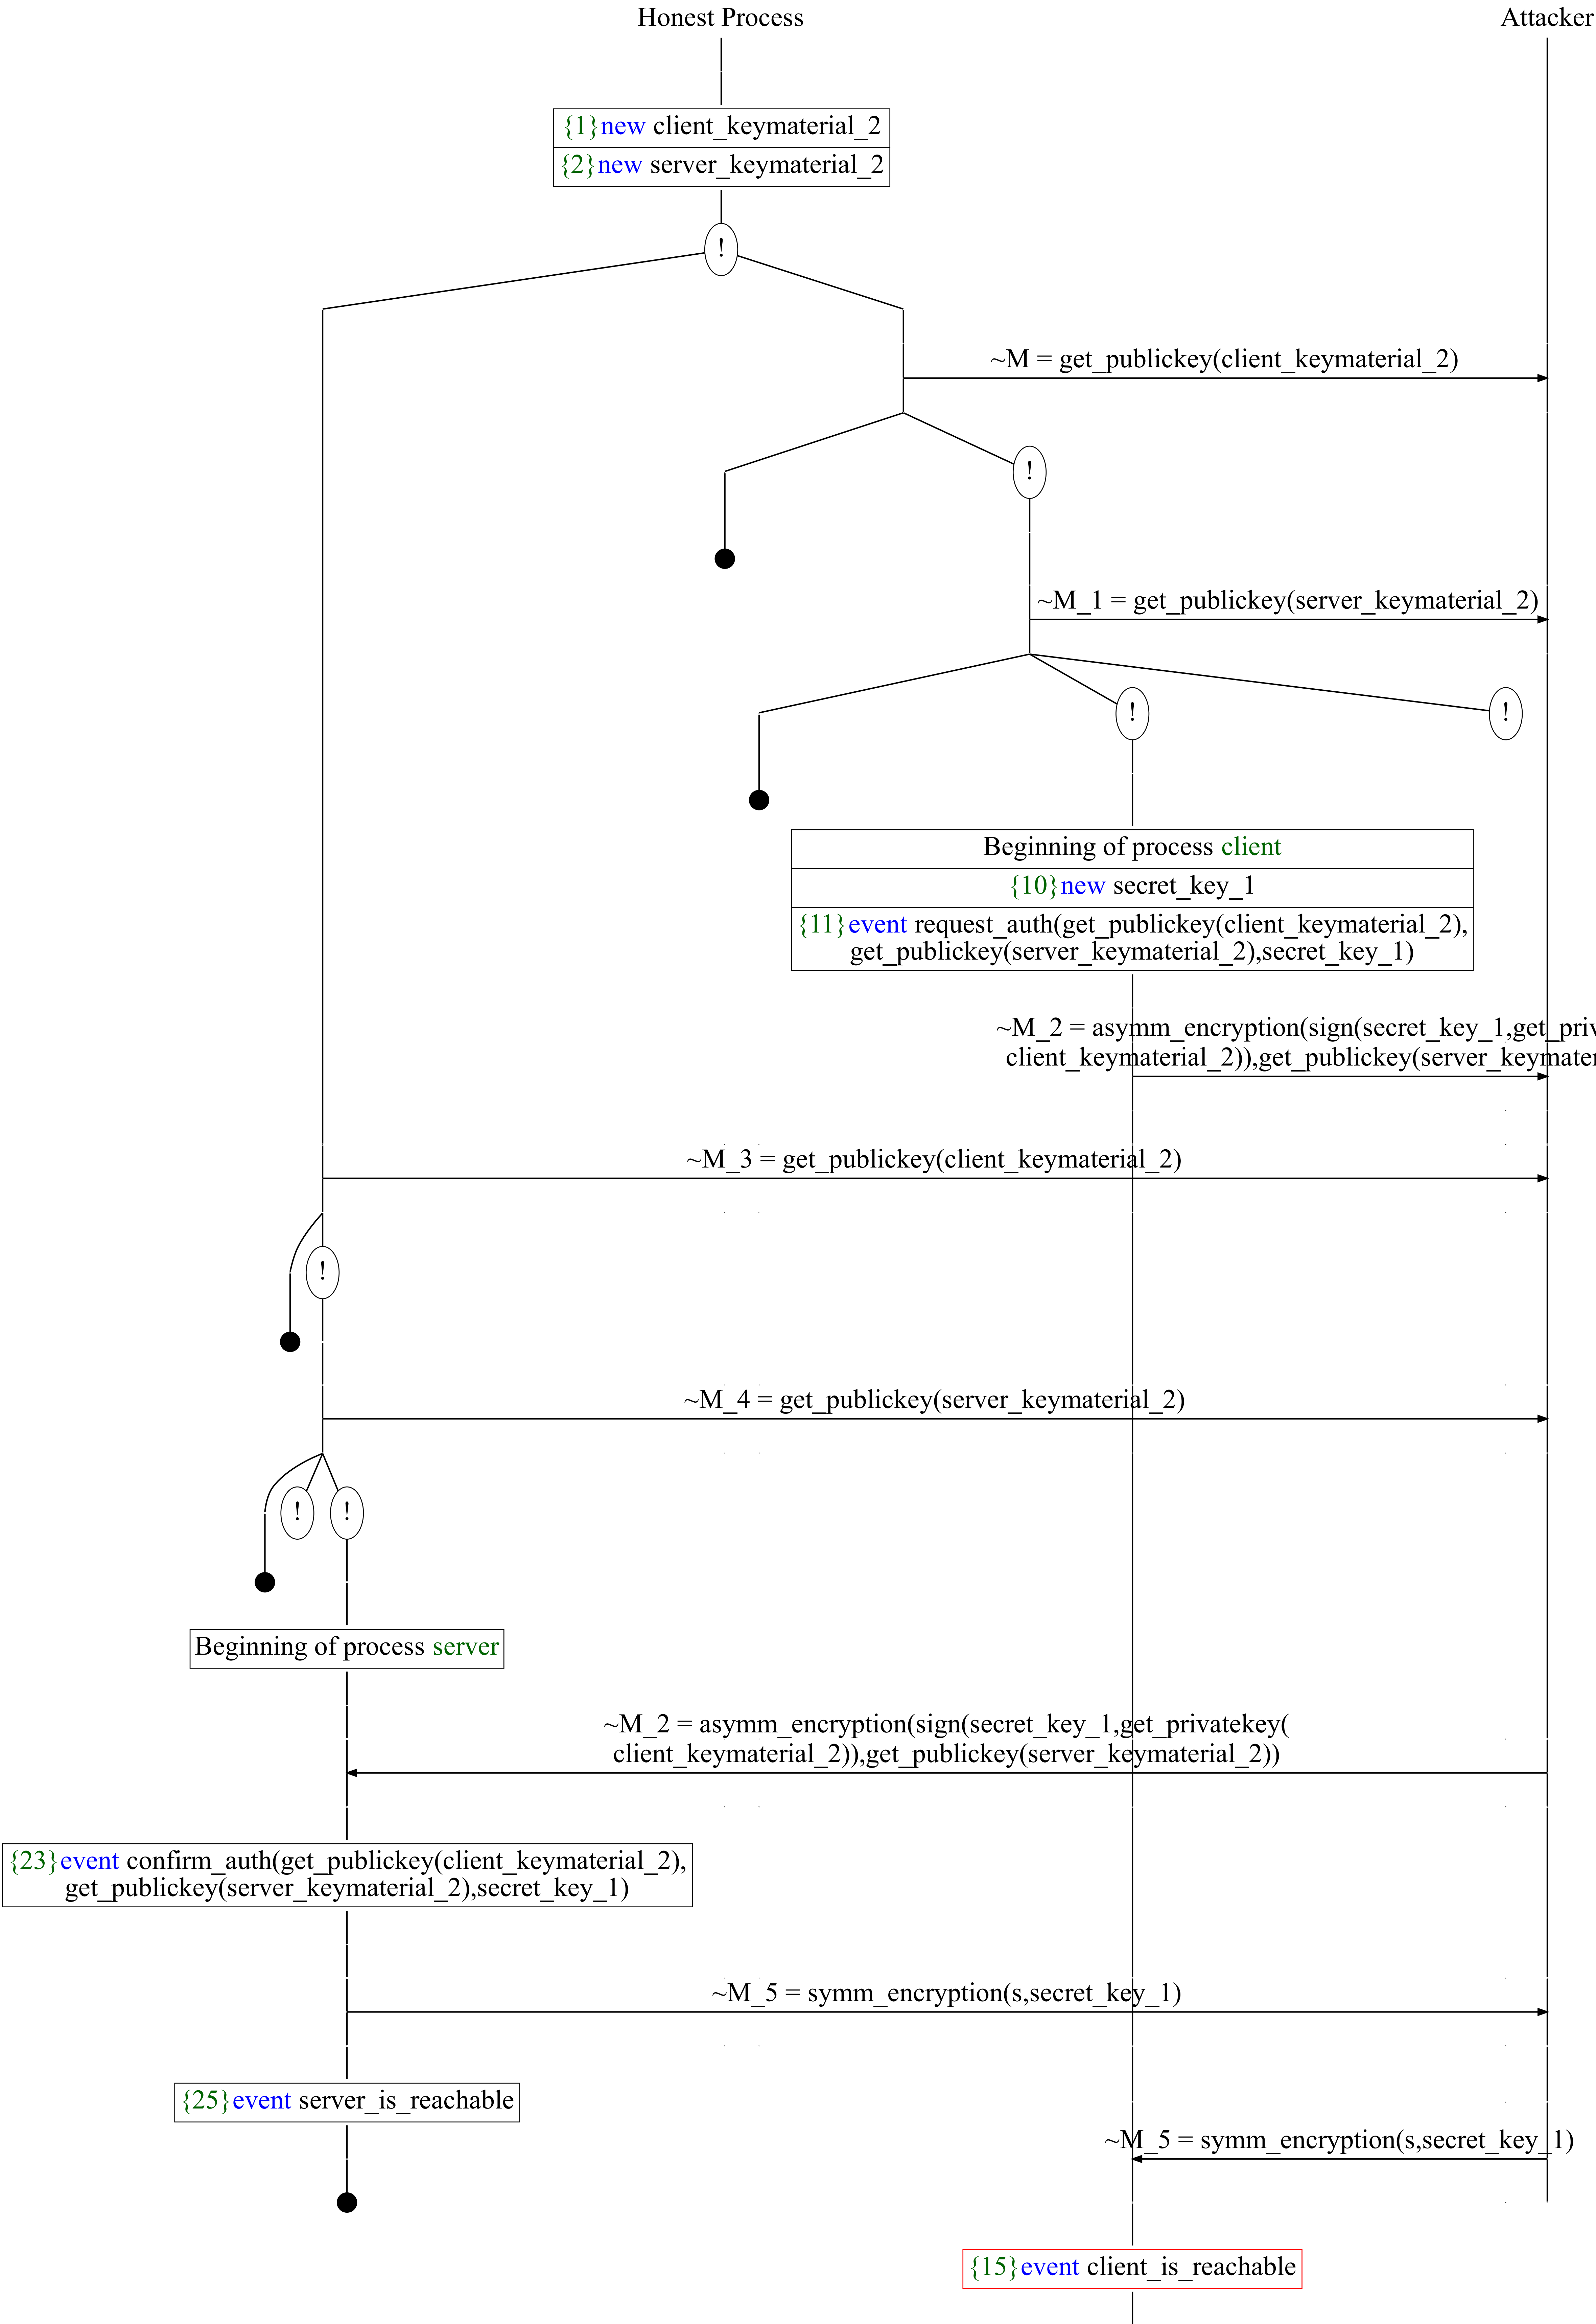 Honest Process
Attacker
{1}new client_keymaterial_2
{2}new server_keymaterial_2
!
~M = get_publickey(client_keymaterial_2)
!
~M_1 = get_publickey(server_keymaterial_2)
!
!
Beginning of process client
{10}new secret_key_1
{11}event request_auth(get_publickey(client_keymaterial_2),
get_publickey(server_keymaterial_2),secret_key_1)
~M_2 = asymm_encryption(sign(secret_key_1,get_priv
client_keymaterial_2)),get_publickey(server_keymater
~M_3 = get_publickey(client_keymaterial_2)
!
~M_4 = get_publickey(server_keymaterial_2)
!
!
Beginning of process server
~M_2 = asymm_encryption(sign(secret_key_1,get_privatekey(
client_keymaterial_2)),get_publickey(server_keymaterial_2))
{23}event confirm_auth(get_publickey(client_keymaterial_2),
get_publickey(server_keymaterial_2),secret_key_1)
~M_5 = symm_encryption(s,secret_key_1)
{25}event server_is_reachable
~M_5 = symm_encryption(s,secret_key_1)
{15}event client_is_reachable